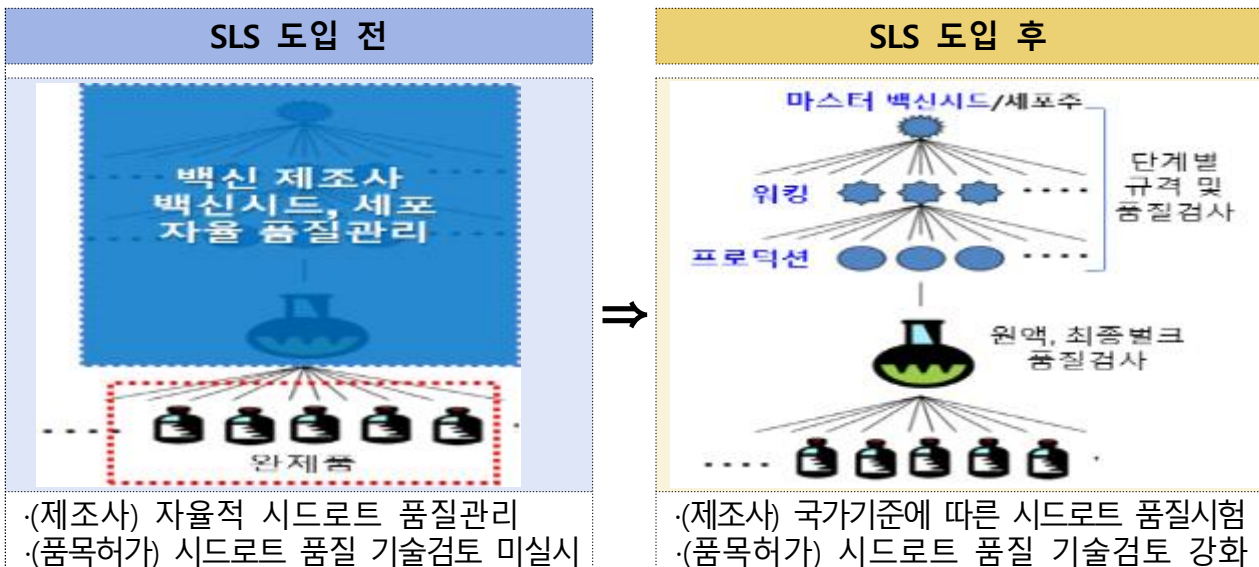 SLS 도입 전
백신 제조사
백신시드, 세포
자율 품질관리
완제품
·(제조사) 자율적 시드로트 품질관리
·(품목허가) 시드로트 품질 기술검토 미실시
⇒
SLS 도입 후
마스터 백신시드/세포주
워킹
프로덕션
단계별
규격 및
품질검사
원액, 최종벌크
품질검사
·(제조사) 국가기준에 따른 시드로트 품질시험
·(품목허가) 시드로트 품질 기술검토 강화